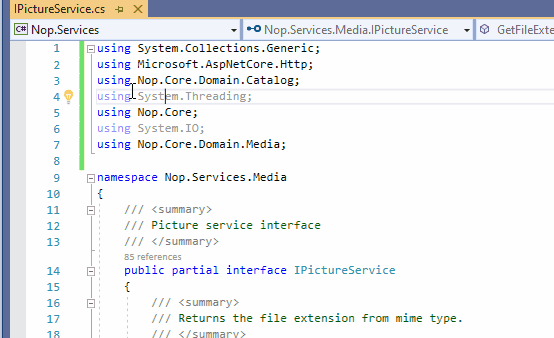 IPictureService.cs
Nop.Services
Nop.Services.Media.IPictureService
GetFileExte
1 using System.Collections.Generic;
2 using Microsoft.AspNetCore.Http;
3 using Nop.Core.Domain.Catalog;
4 using System.Threading;
5 using Nop.Core;
6 using System.IO;
7 using Nop.Core.Domain.Media;
8
9 namespace Nop.Services.Media
10 {
11 /// <summary>
12 /// Picture service interface
13 /// </summary>
85 references
14 public partial interface IPictureService
15 {
16 /// <summary>
17 /// Returns the file extension from mime type.
18 /// </summary>